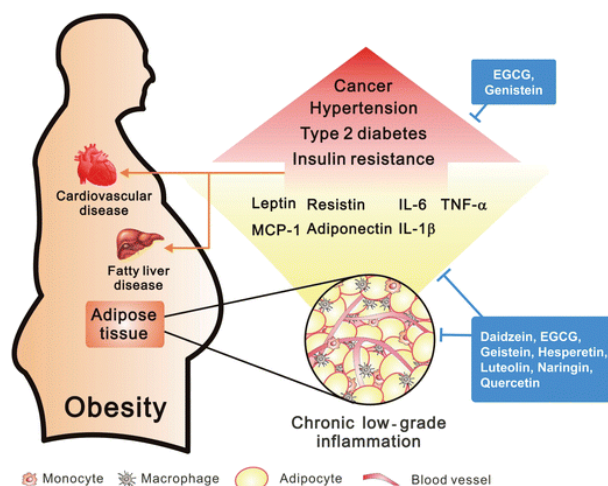 EGCG,
Genistein
Cancer
Hypertension
Type 2 diabetes
Insulin resistance
Cardiovascular
disease
Leptin Resistin IL-6 TNF-α
MCP-1 Adiponectin IL-1β
Fatty liver
disease
Adipose
tissue
Daidzein, EGCG,
Geistein, Hesperetin,
Luteolin, Naringin,
Quercetin
Obesity
Chronic low-grade
inflammation
Monocyte Macrophage Adipocyte Blood vessel